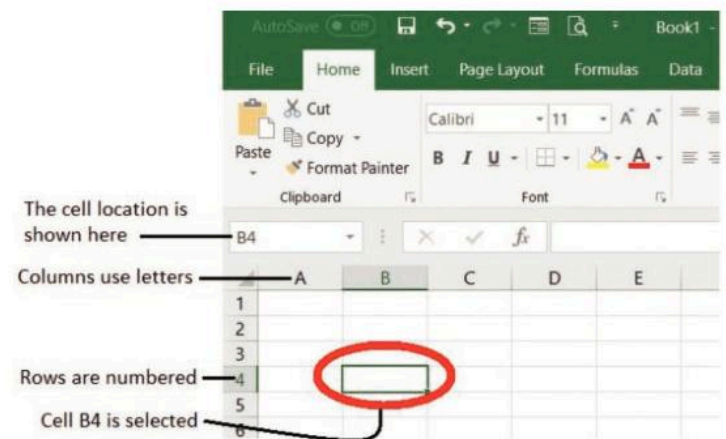 AutoSave Off Book1 -
File Home Insert Page Layout Formulas Data
Paste
Cut
Copy
Format Painter
Clipboard
Calibri 11 A A
B I U A
Font
The cell location is
shown here
B4 fx
Columns use letters
A B C D E
1
2
3
Rows are numbered
4
5
Cell B4 is selected
6